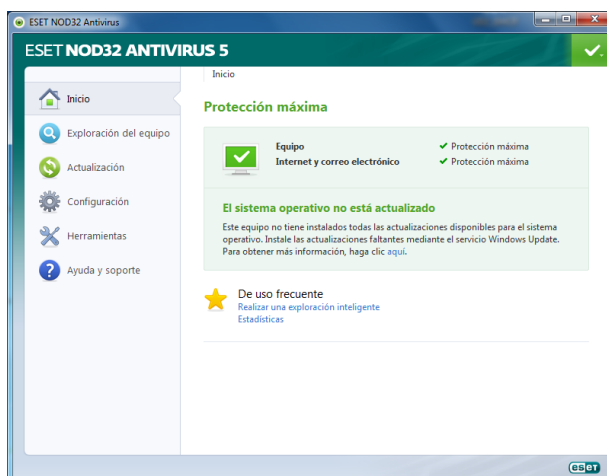 ESET NOD32 Antivirus
ESET NOD32 ANTIVIRUS 5
Inicio
Exploración del equipo
Actualización
Configuración
Herramientas
Ayuda y soporte
Inicio
Protección máxima
Equipo ✔ Protección máxima
Internet y correo electrónico ✔ Protección máxima
El sistema operativo no está actualizado
Este equipo no tiene instalados todas las actualizaciones disponibles para el sistema
operativo. Instale las actualizaciones faltantes mediante el servicio Windows Update.
Para obtener más información, haga clic aquí.
De uso frecuente
Realizar una exploración inteligente
Estadísticas
eset